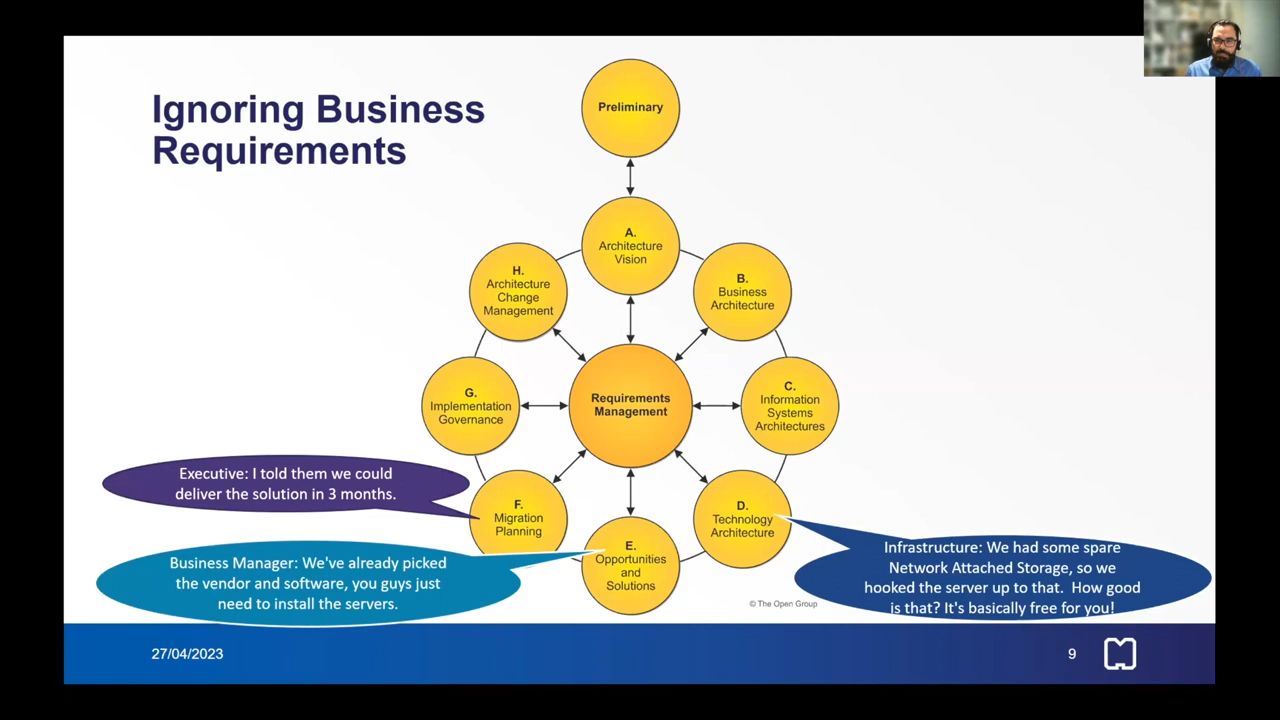 Ignoring Business
Requirements
Preliminary
A.
Architecture
Vision
B.
Business
Architecture
C.
Information
Systems
Architectures
D.
Technology
Architecture
E.
Opportunities
and
Solutions
F.
Migration
Planning
G.
Implementation
Governance
H.
Architecture
Change
Management
Requirements
Management
Executive: I told them we could
deliver the solution in 3 months.
Business Manager: We've already picked
the vendor and software, you guys just
need to install the servers.
Infrastructure: We had some spare
Network Attached Storage, so we
hooked the server up to that.  How good
is that? It's basically free for you!
© The Open Group
27/04/2023
9